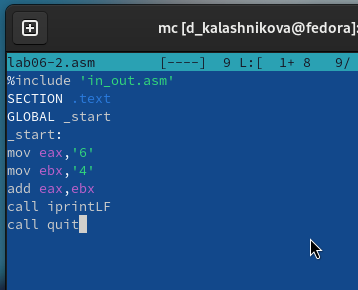 mc [d_kalashnikova@fedora]:
lab06-2.asm [----] 9 L:[ 1+ 8 9/
%include 'in_out.asm'
SECTION .text
GLOBAL _start
_start:
mov eax,'6'
mov ebx,'4'
add eax,ebx
call iprintLF
call quit